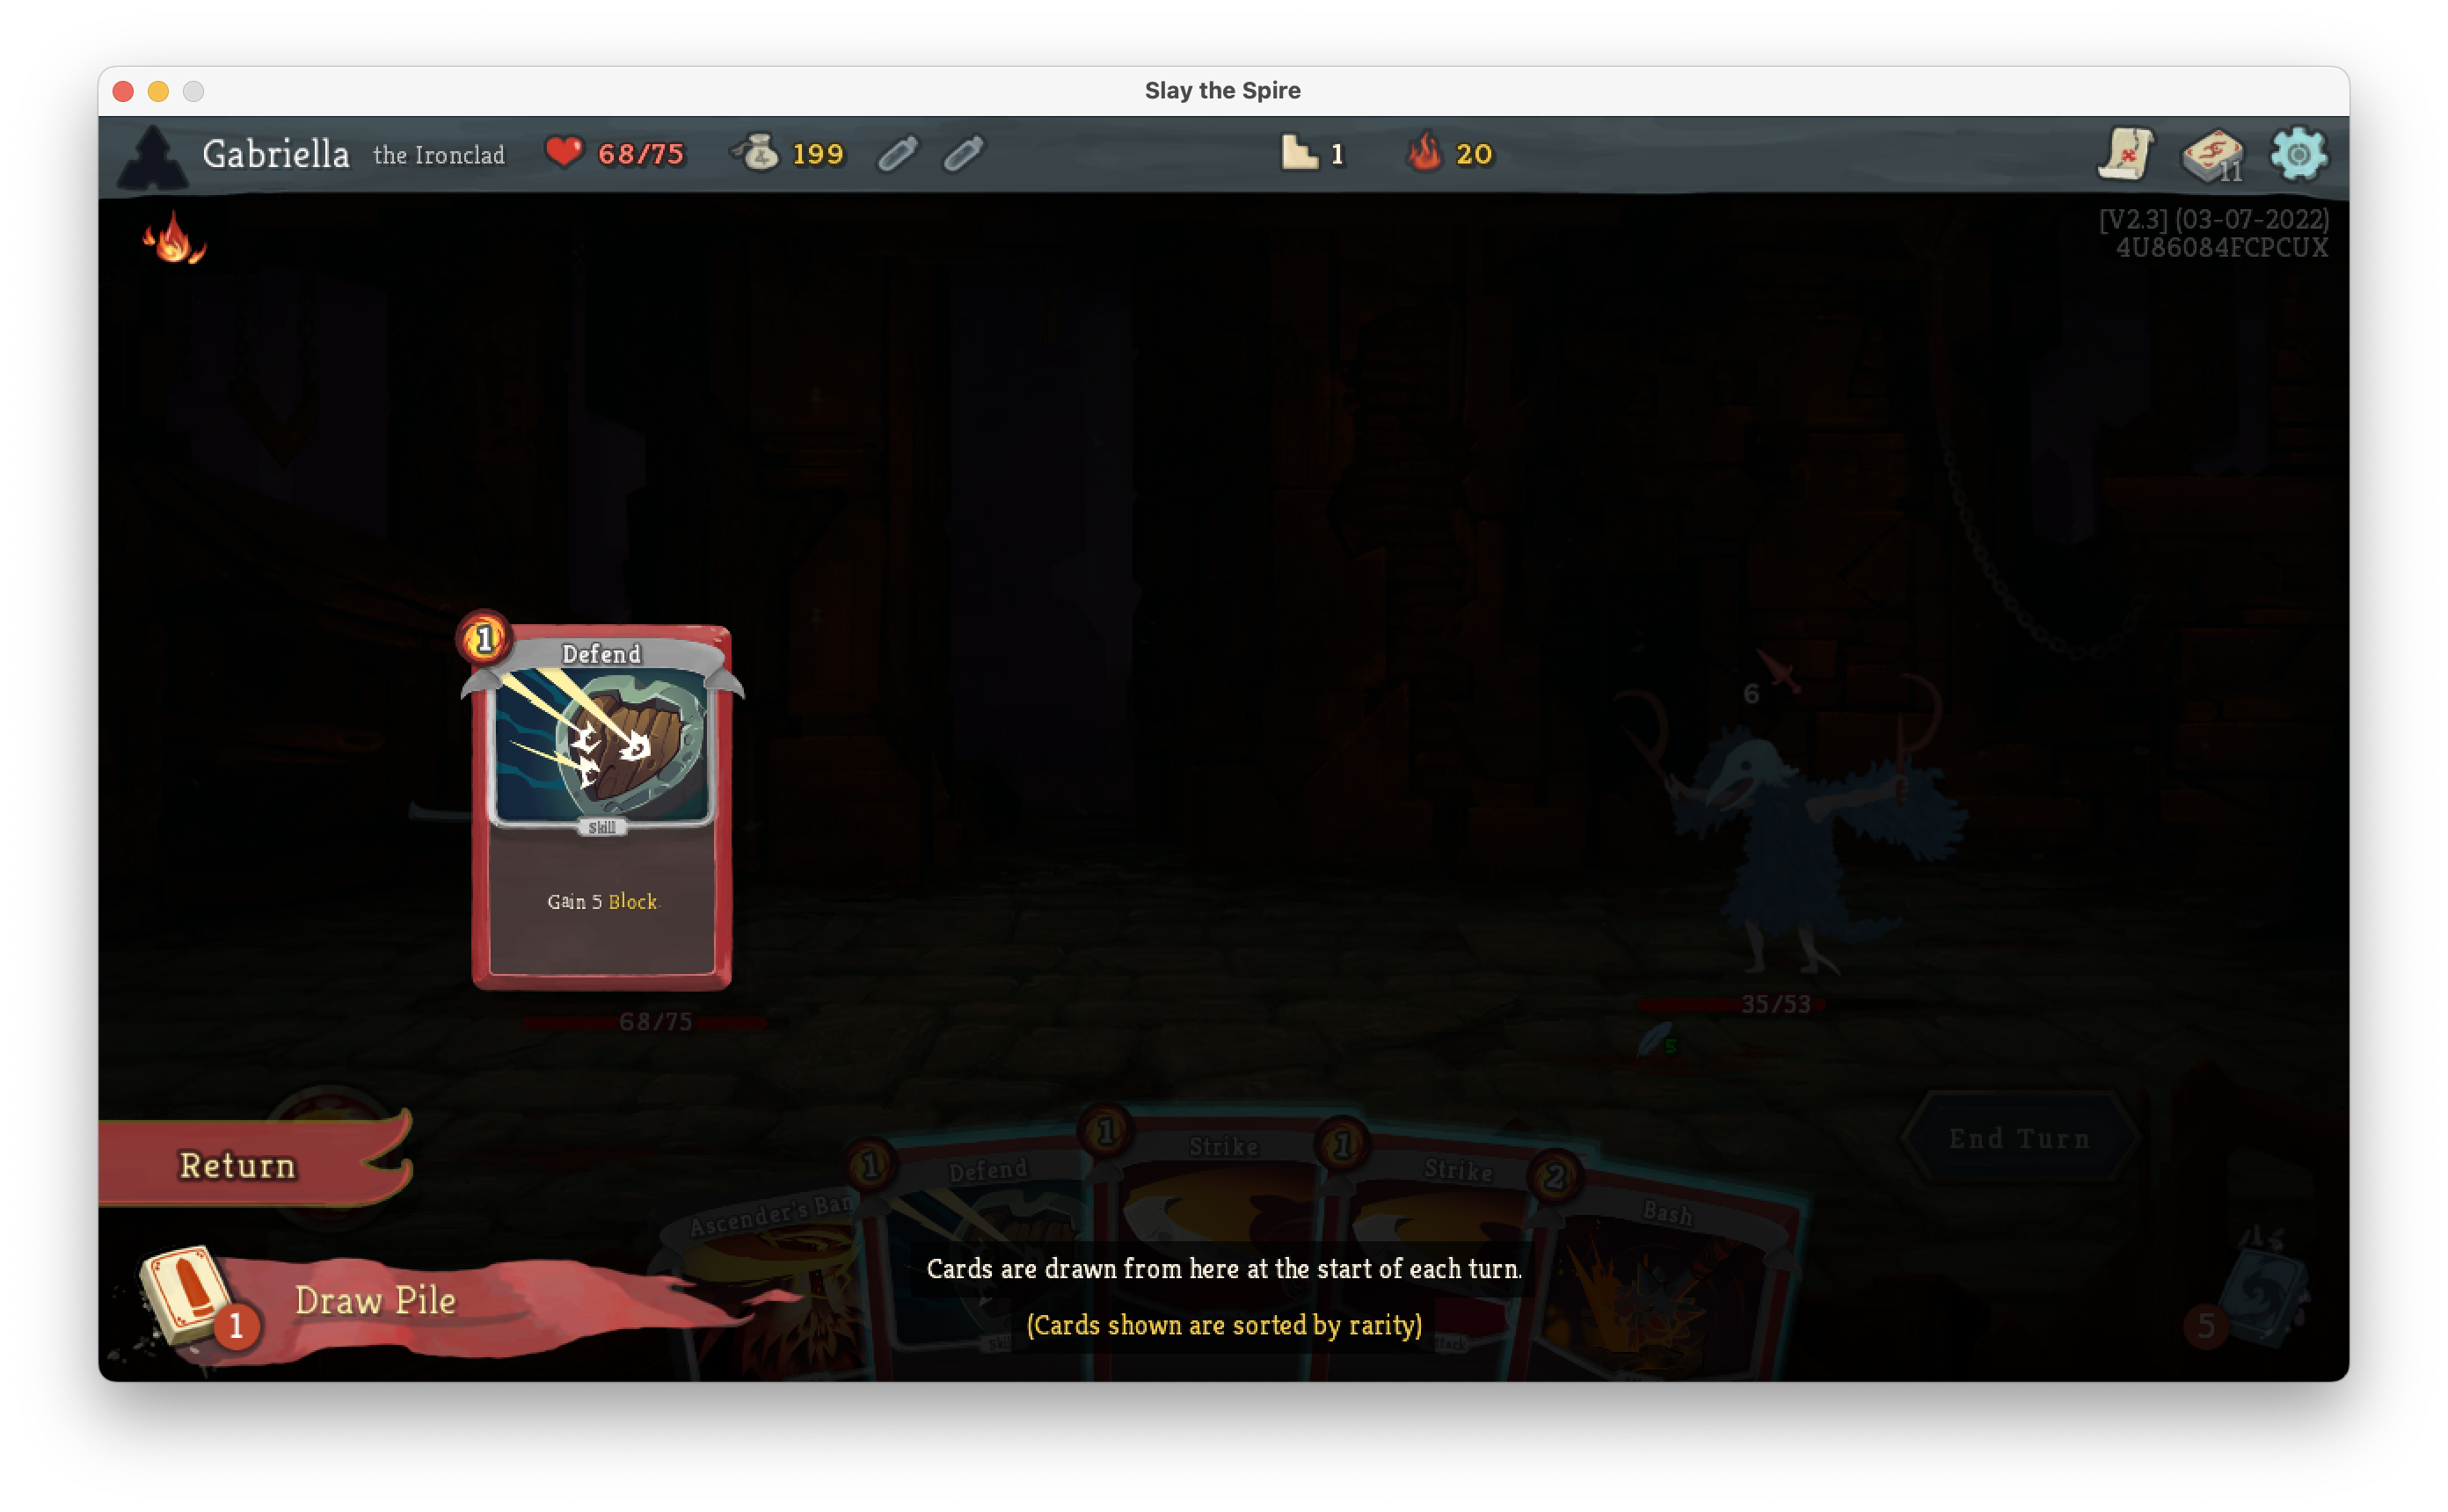 Slay the Spire
Gabriella the Ironclad 68/75 199 1 20 11
[V2.3] (03-07-2022)
4U86084FCPCUX
1
Defend
Skill
Gain 5 Block.
6
68/75
35/53
5
Return
End Turn
Ascender's Ban
1 Defend
1 Strike
1 Strike
2 Bash
Cards are drawn from here at the start of each turn.
Draw Pile
1
(Cards shown are sorted by rarity)
5